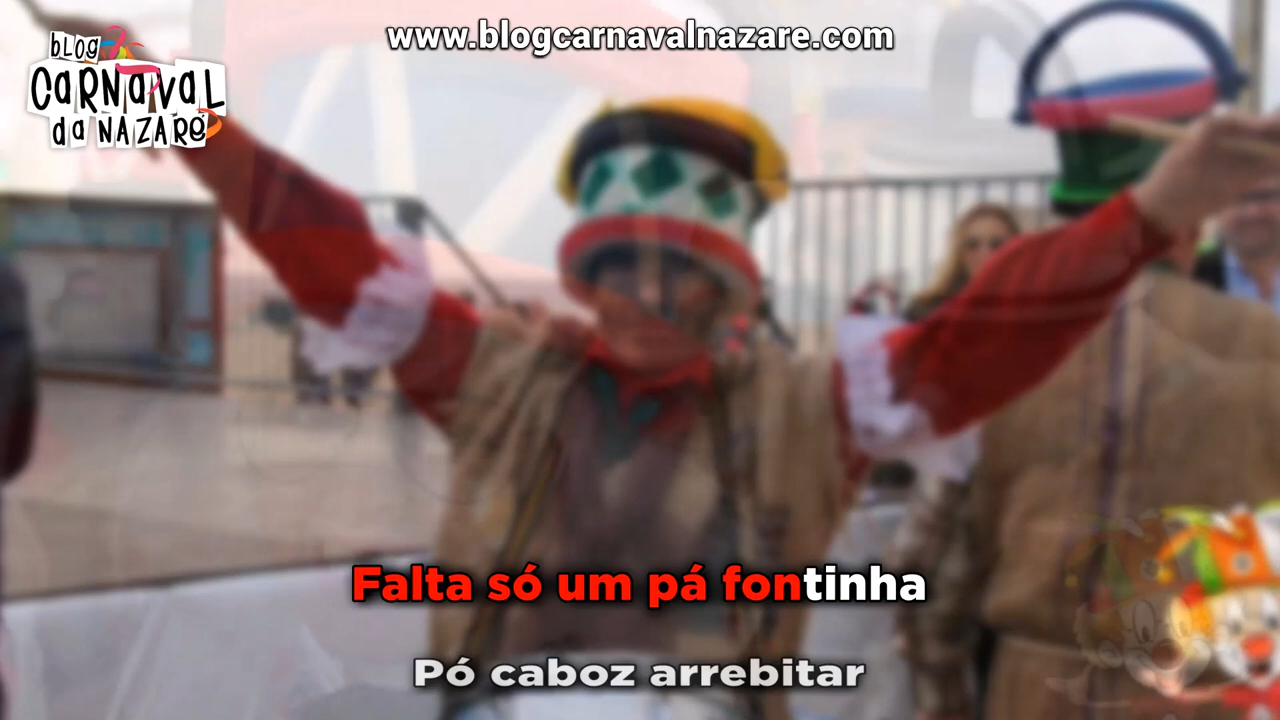 www.blogcarnavalnazare.com
bLOG
CaRNaVaL
da NAZARé
Falta só um pá fontinha
Pó caboz arrebitar